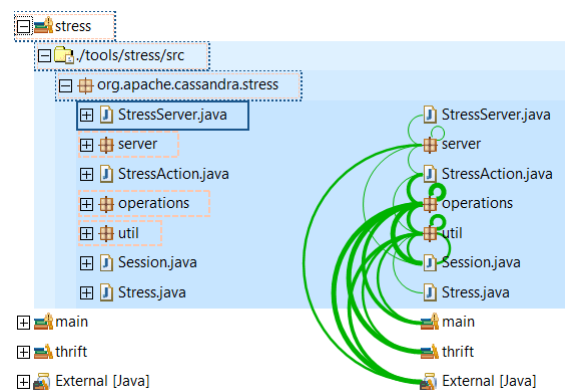 stress
./tools/stress/src
org.apache.cassandra.stress
StressServer.java StressServer.java
server server
StressAction.java StressAction.java
operations operations
util util
Session.java Session.java
Stress.java Stress.java
main main
thrift thrift
External [Java] External [Java]